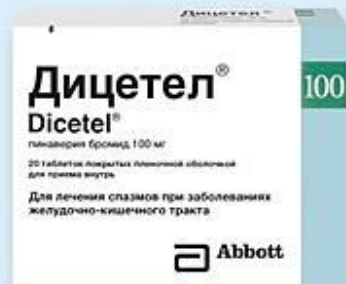 Дицетел®
Дицетел®
100
Dicetel®
пинаверия бромид 100 мг
20 таблеток покрытых пленочной оболочкой
для приема внутрь
Для лечения спазмов при заболеваниях
желудочно-кишечного тракта
Abbott